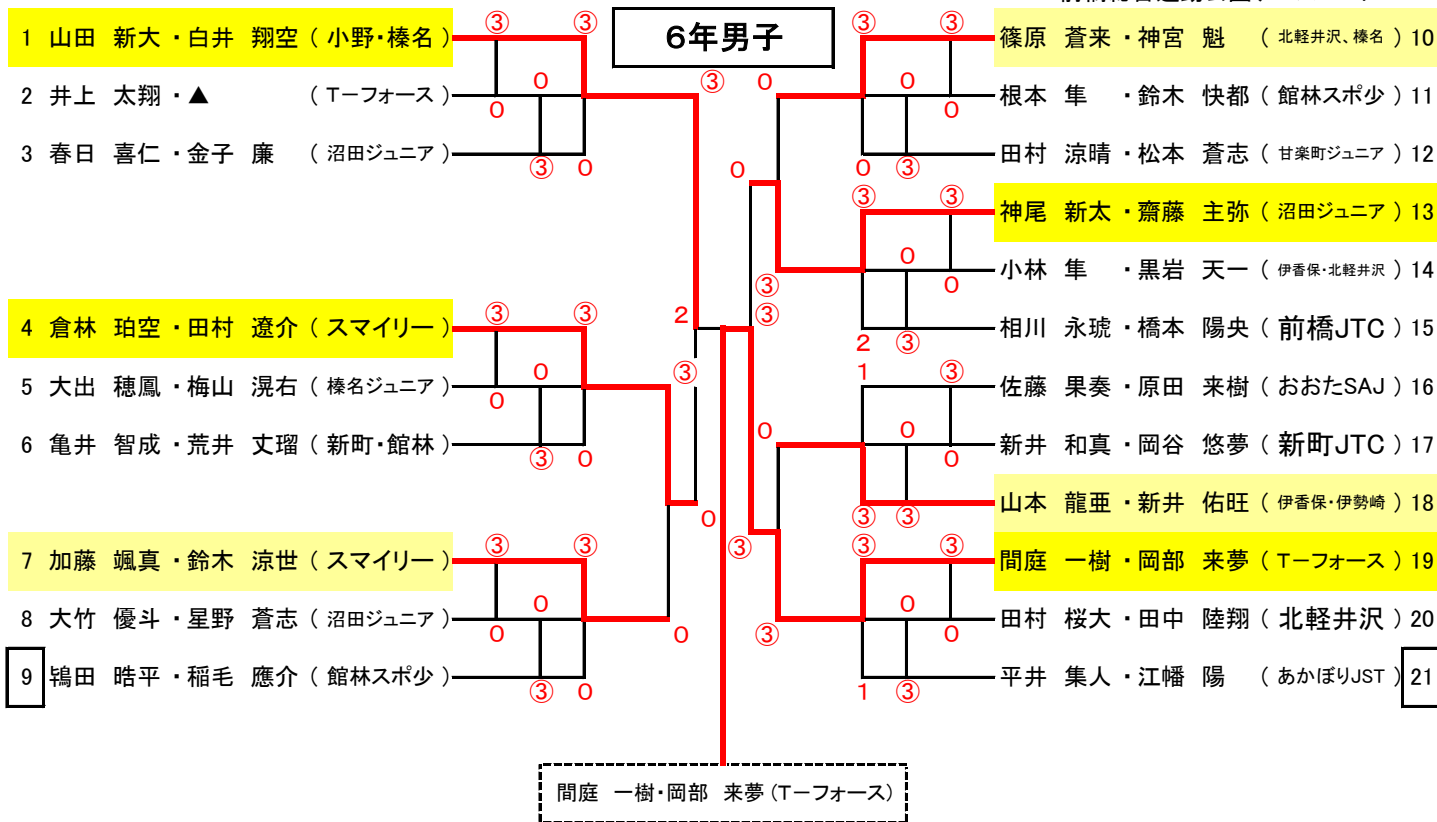 ③ ③ ③ ③
1 山田 新大・白井 翔空 (小野・榛名) 6年男子 篠原 蒼来・神宮 魁 (北軽井沢、榛名) 10
0 ③ 0
2 井上 太翔・▲ (T-フォース) 根本 隼・鈴木 快都 (館林スポ少) 11
0 0
3 春日 喜仁・金子 廉 (沼田ジュニア) 田村 涼晴・松本 蒼志 (甘楽町ジュニア) 12
③ 0 0 0 ③
③ ③
神尾 新太・齋藤 主弥 (沼田ジュニア) 13
0
小林 隼・黒岩 天一 (伊香保・北軽井沢) 14
③ 0
③ ③ 2 ③
4 倉林 珀空・田村 遼介 (スマイリー) 相川 永琥・橋本 陽央 (前橋JTC) 15
2 ③
0 ③ 1 ③
5 大出 穂鳳・梅山 滉右 (榛名ジュニア) 佐藤 果奏・原田 来樹 (おおたSAJ) 16
0
0 0
6 亀井 智成・荒井 丈瑠 (新町・館林) 新井 和真・岡谷 悠夢 (新町JTC) 17
③ 0 0
山本 龍亜・新井 佑旺 (伊香保・伊勢崎) 18
0 ③ ③
③ ③ ③ ③ ③
7 加藤 颯真・鈴木 涼世 (スマイリー) 間庭 一樹・岡部 来夢 (T-フォース) 19
0 0
8 大竹 優斗・星野 蒼志 (沼田ジュニア) 田村 桜大・田中 陸翔 (北軽井沢) 20
0 0 ③ 0
9 鴇田 晧平・稲毛 應介 (館林スポ少) 平井 隼人・江幡 陽 (あかぼりJST) 21
③ 0 1 ③
間庭 一樹・岡部 来夢(T-フォース)